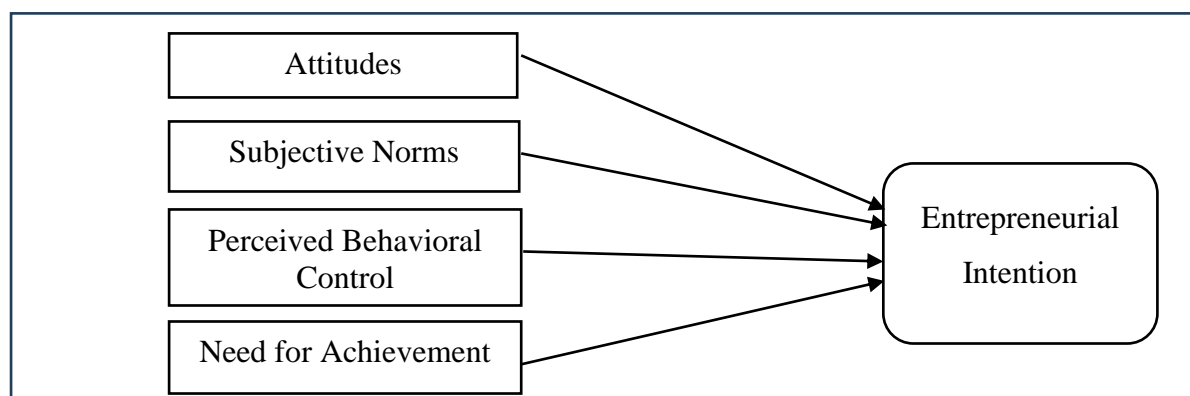 Attitudes
Subjective Norms
Perceived Behavioral
Control
Need for Achievement
Entrepreneurial
Intention